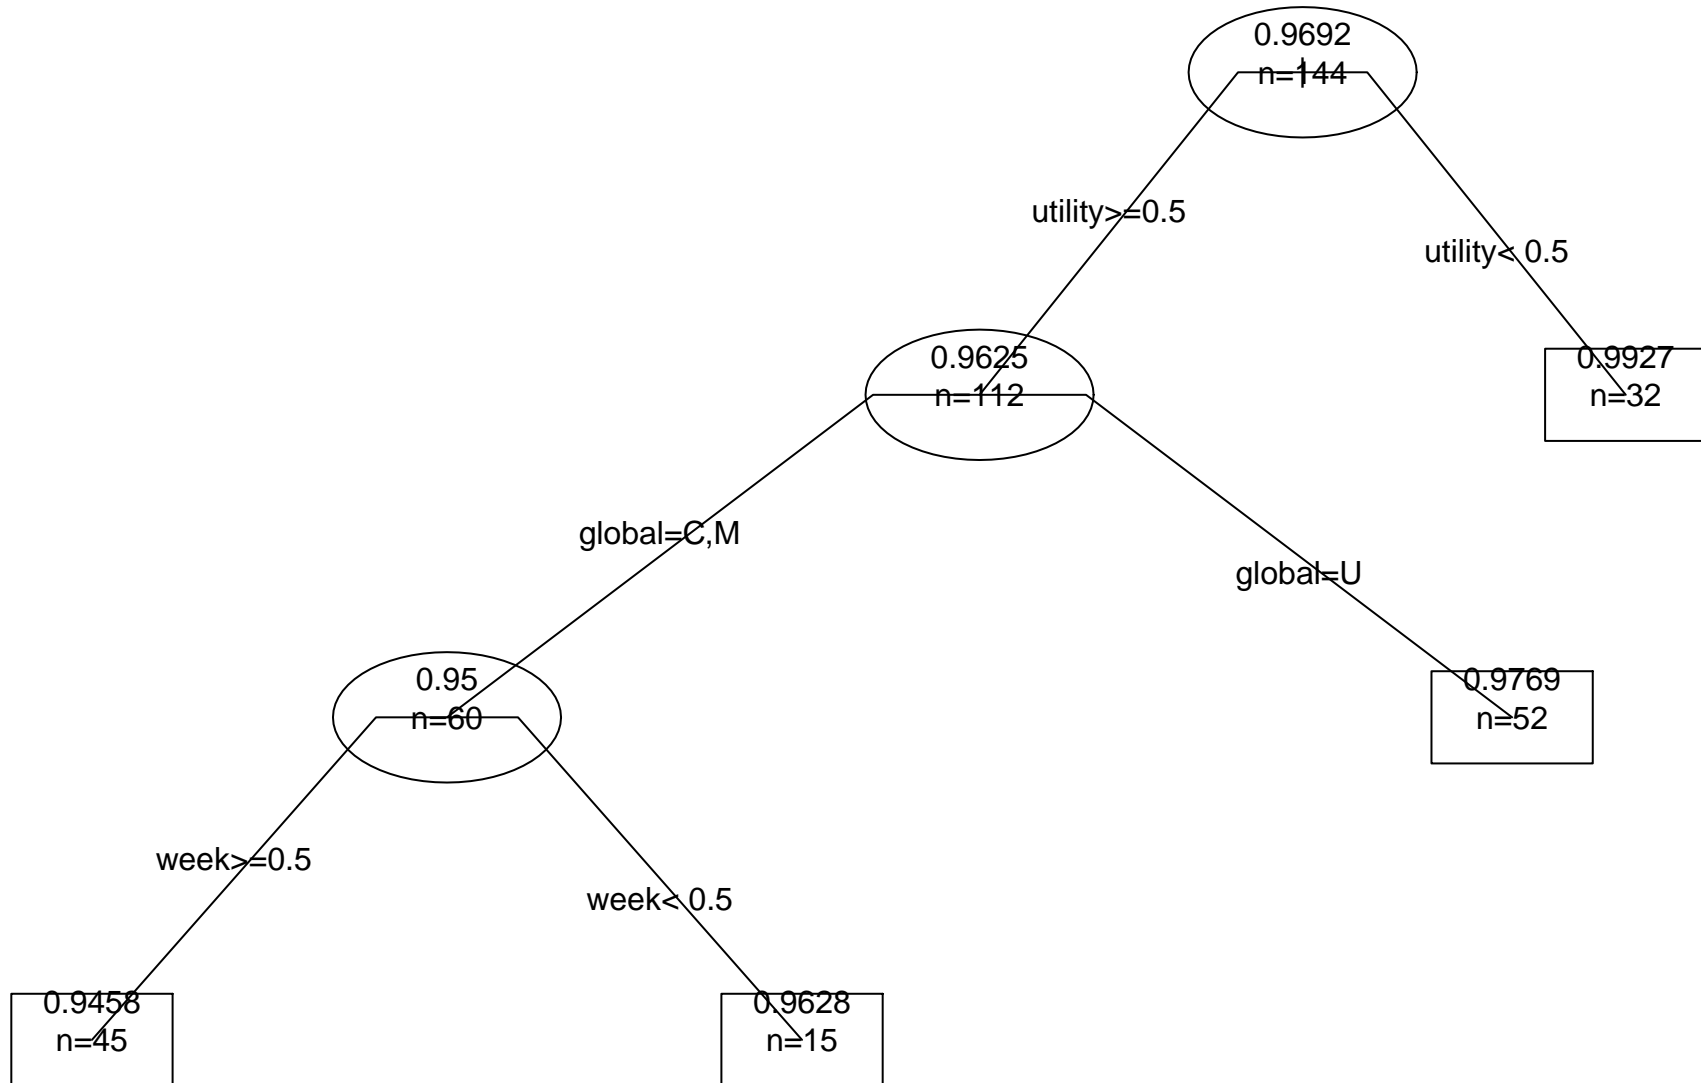 0.9692
n=144
utility>=0.5
utility< 0.5
0.9625
n=112
0.9927
n=32
global=C,M
global=U
0.95
n=60
0.9769
n=52
week>=0.5
week< 0.5
0.9458
n=45
0.9628
n=15